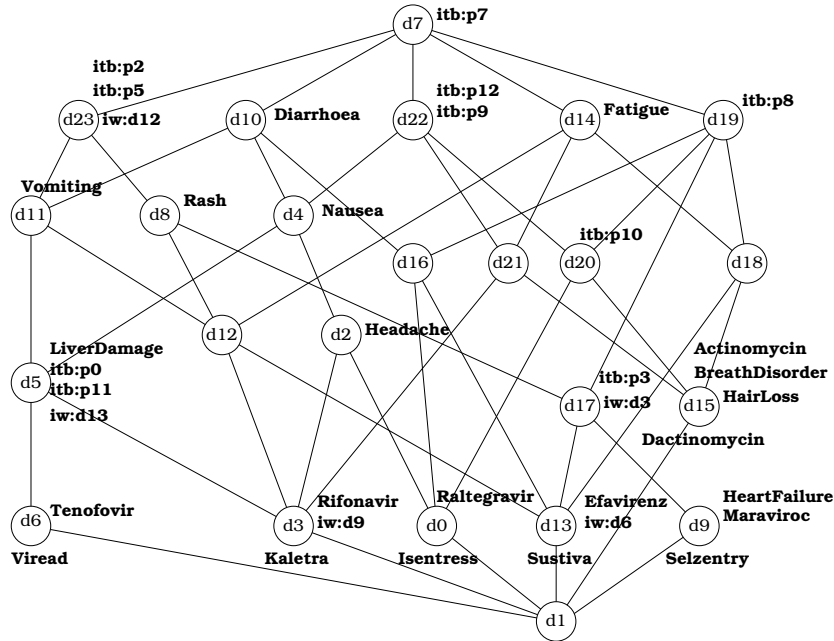 d7 itb:p7
itb:p2
itb:p5
d23 iw:d12
d10 Diarrhoea
itb:p12
d22 itb:p9
d14 Fatigue
d19 itb:p8
Vomiting
d11
d8 Rash
d4 Nausea
d16
d21
itb:p10
d20
d18
d12
d2 Headache
LiverDamage
itb:p0
d5 itb:p11
iw:d13
itb:p3
d17 iw:d3
Actinomycin
BreathDisorder
d15 HairLoss
Dactinomycin
Tenofovir
d6
Viread
Rifonavir
d3 iw:d9
Kaletra
Raltegravir
d0
Isentress
Efavirenz
d13 iw:d6
Sustiva
HeartFailure
d9 Maraviroc
Selzentry
d1